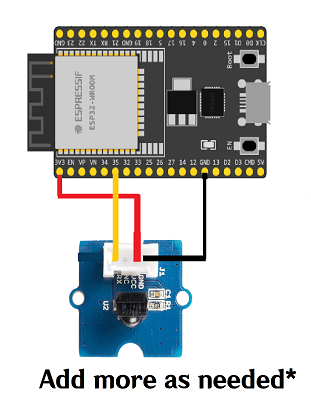 GND 23 22 TX RX 21 GND 19 18 5 17 16 4 0 2 15 D1 D0 CLK
Boot
ESPRESSIF
ESP32-WROOM
EN
3V3 EN VP VN 34 35 32 33 25 26 27 14 12 GND 13 D2 D3 CMD 5V
J1
GND
VCC
NC
RX
U2
C1 D1
Add more as needed*